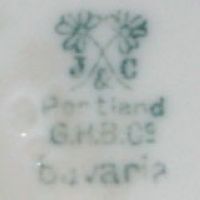 J & C
Portland
G.H.B.Co
bavaria